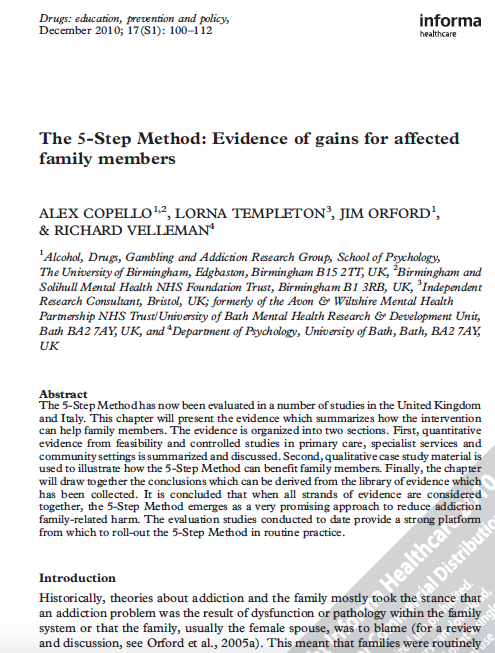 Drugs: education, prevention and policy,
December 2010; 17(S1): 100–112
informa
healthcare
The 5-Step Method: Evidence of gains for affected
family members
ALEX COPELLO1,2, LORNA TEMPLETON3, JIM ORFORD1,
& RICHARD VELLEMAN4
1Alcohol, Drugs, Gambling and Addiction Research Group, School of Psychology,
The University of Birmingham, Edgbaston, Birmingham B15 2TT, UK, 2Birmingham and
Solihull Mental Health NHS Foundation Trust, Birmingham B1 3RB, UK, 3Independent
Research Consultant, Bristol, UK; formerly of the Avon & Wiltshire Mental Health
Partnership NHS Trust/University of Bath Mental Health Research & Development Unit,
Bath BA2 7AY, UK, and 4Department of Psychology, University of Bath, Bath, BA2 7AY,
UK
Abstract
The 5-Step Method has now been evaluated in a number of studies in the United Kingdom
and Italy. This chapter will present the evidence which summarizes how the intervention
can help family members. The evidence is organized into two sections. First, quantitative
evidence from feasibility and controlled studies in primary care, specialist services and
community settings is summarized and discussed. Second, qualitative case study material is
used to illustrate how the 5-Step Method can benefit family members. Finally, the chapter
will draw together the conclusions which can be derived from the library of evidence which
has been collected. It is concluded that when all strands of evidence are considered
together, the 5-Step Method emerges as a very promising approach to reduce addiction
family-related harm. The evaluation studies conducted to date provide a strong platform
from which to roll-out the 5-Step Method in routine practice.
Introduction
Historically, theories about addiction and the family mostly took the stance that
an addiction problem was the result of dysfunction or pathology within the family
system or that the family, usually the female spouse, was to blame (for a review
and discussion, see Orford et al., 2005a). This meant that families were routinely
Healthcare
Distribution